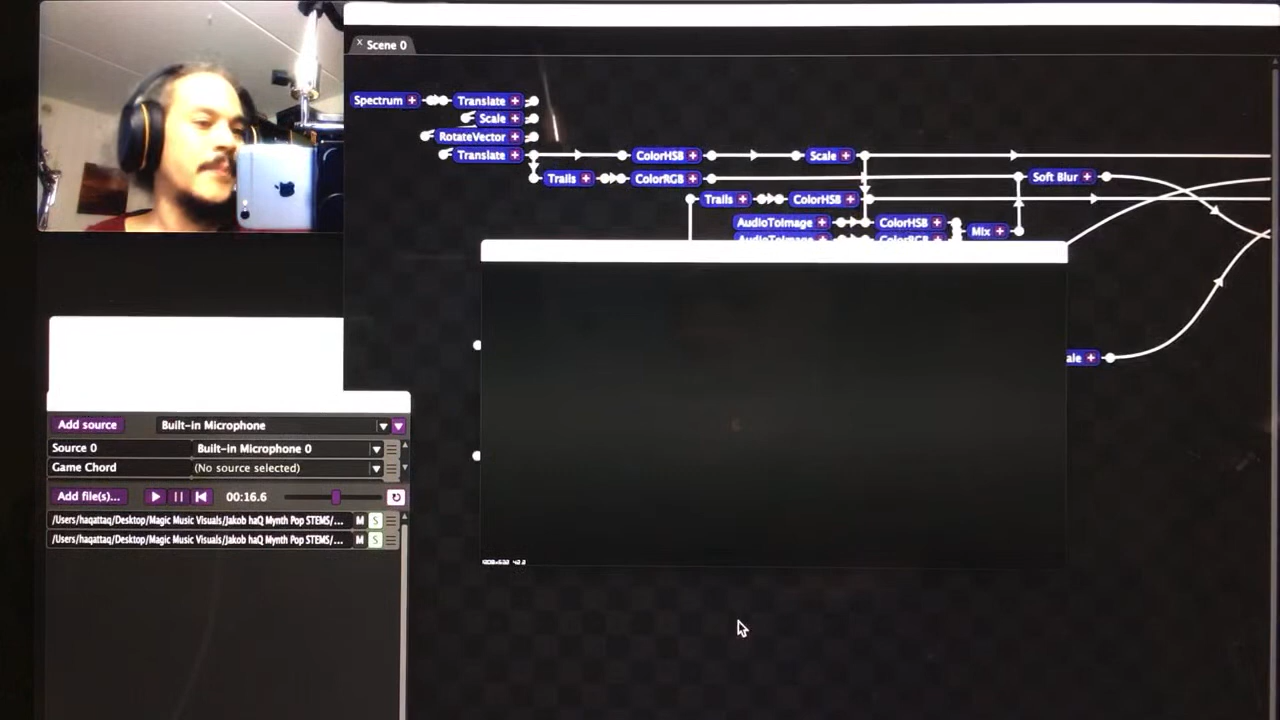 Scene 0
Spectrum Translate
Scale
RotateVector
Translate ColorHSB Scale
Trails ColorRGB Soft Blur
Trails ColorHSB
AudioToImage ColorHSB Mix
AudioToImage ColorRGB
ale
Add source Built-in Microphone
Source 0 Built-in Microphone 0
Game Chord (No source selected)
Add file(s)... 00:16.6
/Users/haqattaq/Desktop/Magic Music Visuals/Jakob haQ Mynth Pop STEMS/... M S
/Users/haqattaq/Desktop/Magic Music Visuals/Jakob haQ Mynth Pop STEMS/... M S